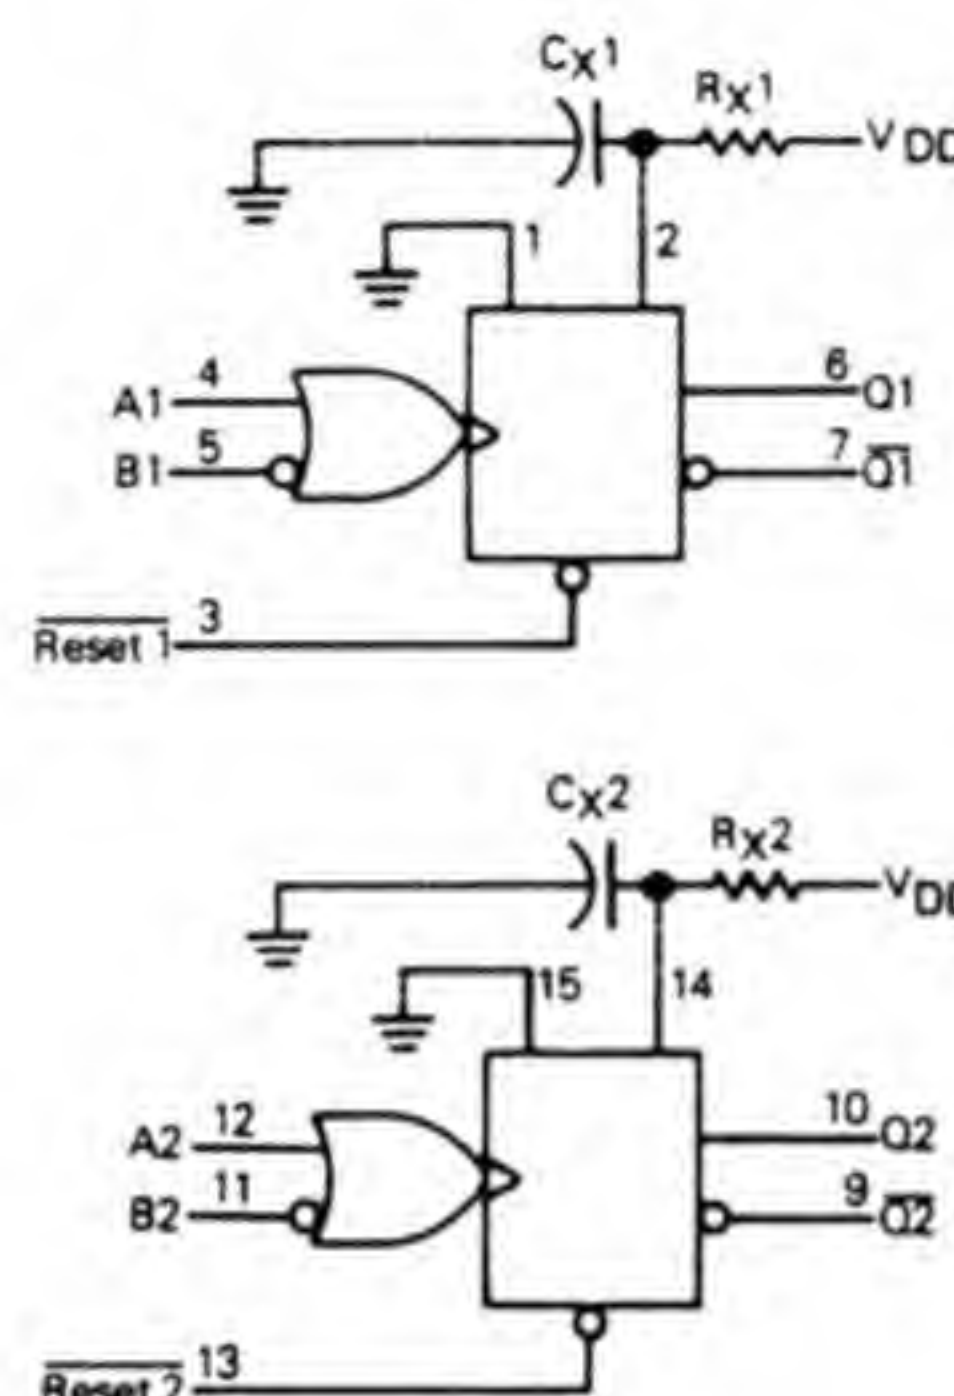 Cx1
Rx1
VDD
1
2
A1 4
B1 5
6 Q1
7 Q1
Reset 1 3
Cx2
Rx2
VDD
15
14
A2 12
B2 11
10 Q2
9 Q2
Reset 2 13